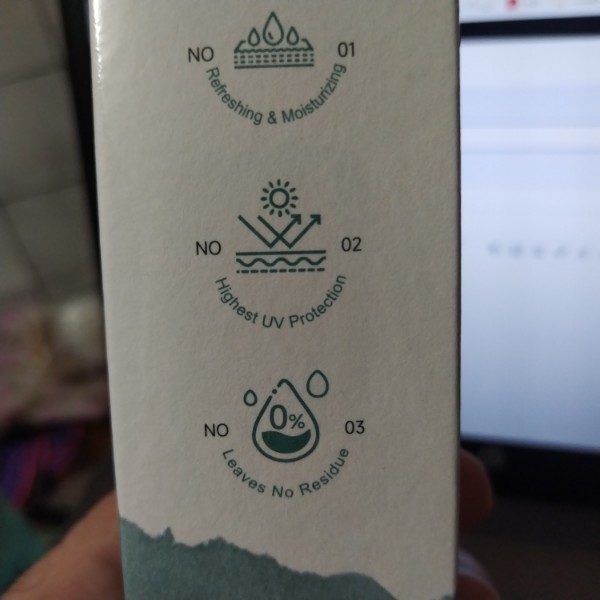 NO 01
Refreshing & Moisturizing
NO 02
Highest UV Protection
0%
NO 03
Leaves No Residue